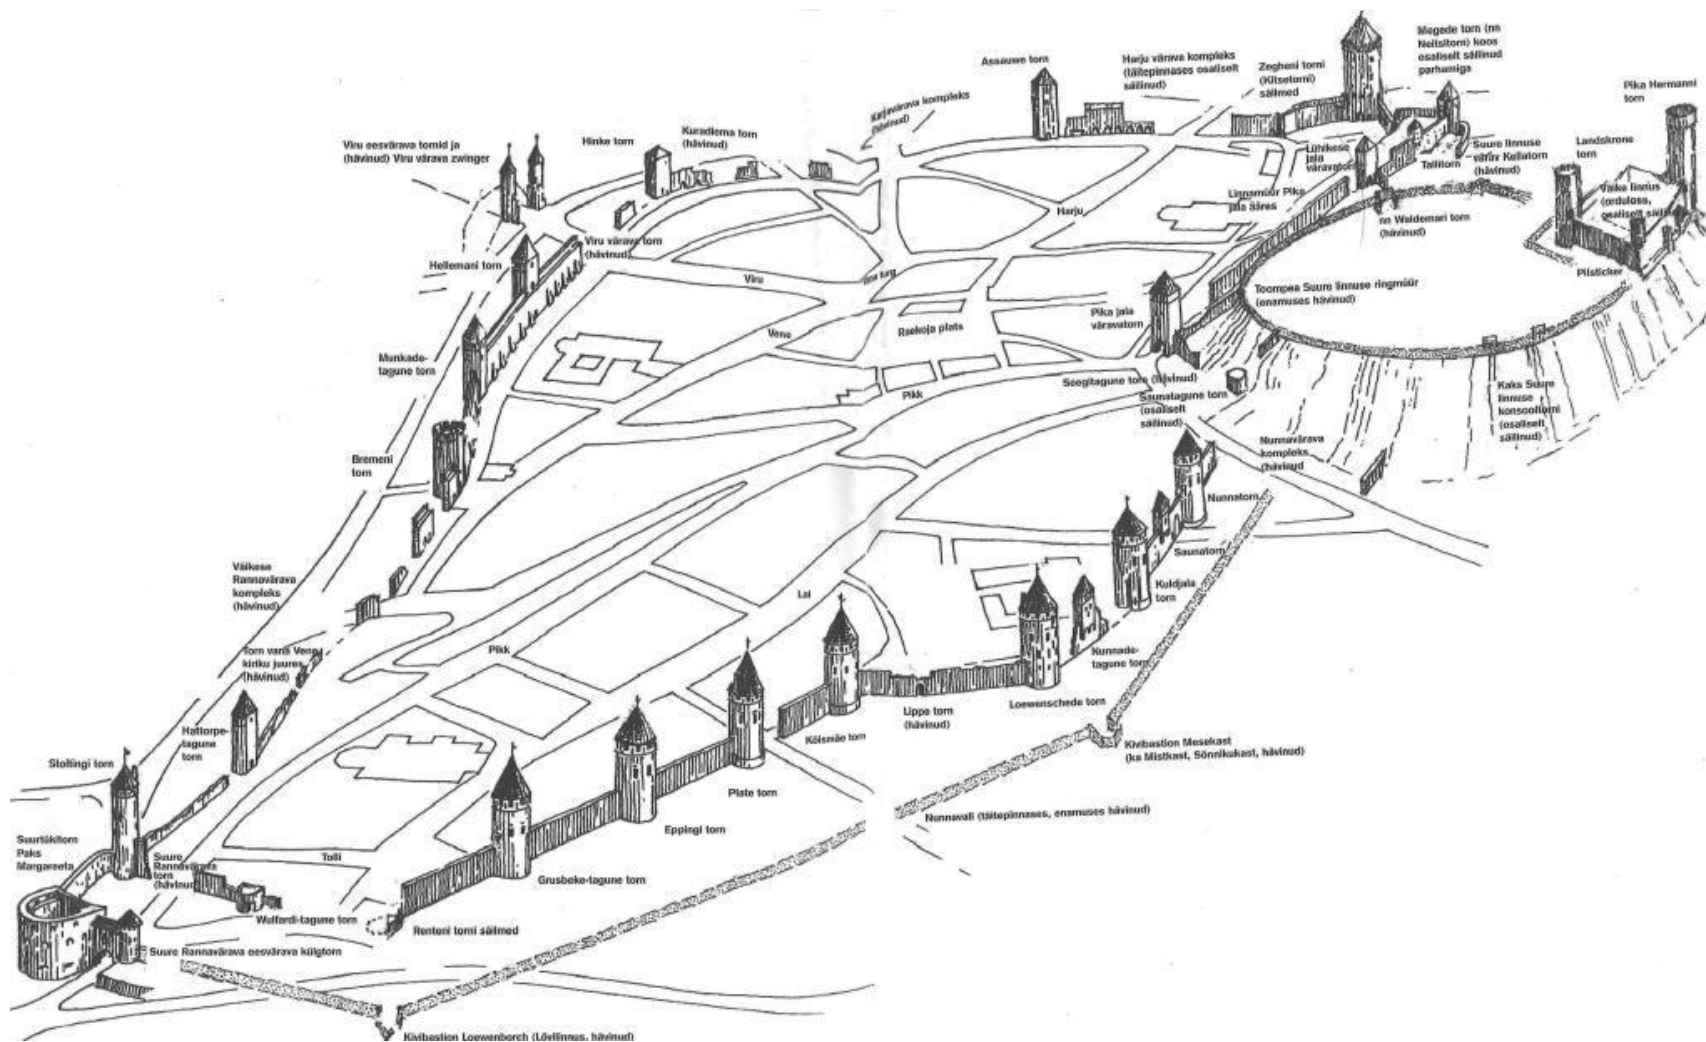 Assauwe torn
Harju värava kompleks
(täitepinnases osaliselt
säilinud)
Zegheni torni
(Kitsetorni)
säilmed
Megede torn (nn
Neitsitorn) koos
osaliselt säilinud
parhamiga
Pika Hermanni
torn
Karjavärava kompleks
(hävinud)
Viru eesvärava tornid ja
(hävinud) Viru värava zwinger
Hinke torn
Kuradiema torn
(hävinud)
Lühikese
jala
väravatorn
Tallitorn
Suure linnuse
värav Kellatorn
(hävinud)
Landskrone
torn
Väike linnus
osaliselt
Linnamüür Pika
jala ääres
Harju
nn Waldemari torn
(hävinud)
Pilsticker
Viru värava torn
(hävinud)
Hellemani torn
Viru
turg
Toompea Suure linnuse ringmüür
(enamuses hävinud)
Pika jala
väravatorn
Raekoja plats
Vene
Munkade-
tagune torn
Seegitagune torn (hävinud)
Saunatagune torn
(osaliselt
säilinud)
Pikk
Kaks Suure
linnuse
konsooltorni
(osaliselt
säilinud)
Bremeni
torn
Nunnavärava
kompleks
(hävinud
Nunnatorn
Saunatorn
Kuldjala
torn
Väikese
Rannavärava
kompleks
(hävinud)
Lai
Torn vana Vene
kiriku juures
(hävinud)
Pikk
Nunnade-
tagune torn
Loewenschede torn
Lippe torn
(hävinud)
Hattorpe-
tagune
torn
Köismäe torn
Kivibastion Mesekast
(ka Mistkast, Sõnnikukast, hävinud)
Stoltingi torn
Plate torn
Nunnavall (täitepinnases, enamuses hävinud)
Eppingi torn
Suurtükitorn
Paks
Margareeta
Suure
Rannavärava
torn
(hävinud
Tolli
Grusbeke-tagune torn
Wulfardi-tagune torn
Renteni torni säilmed
Suure Rannavärava eesvärava külgtorn
Kivibastion Loewenborch (Lõvilinnus, hävinud)